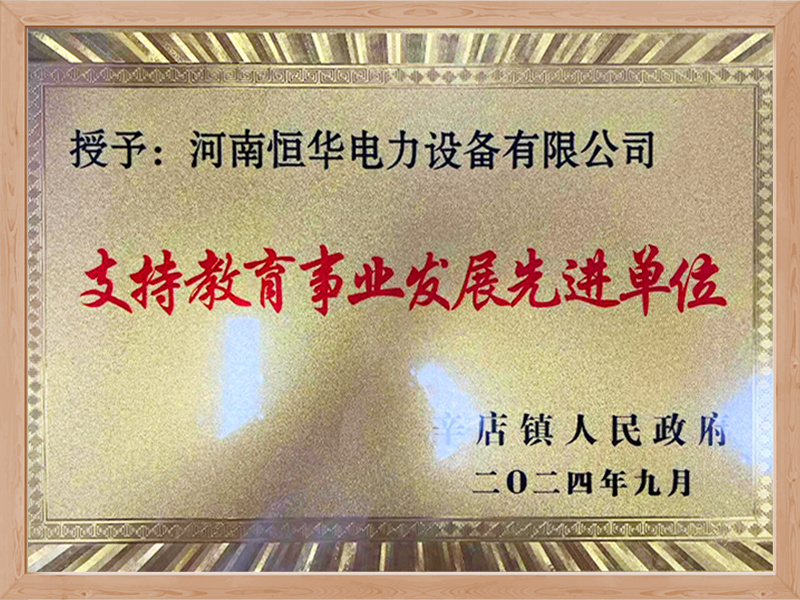 授予：河南恒华电力设备有限公司
支持教育事业发展先进单位
辛店镇人民政府
二〇二四年九月